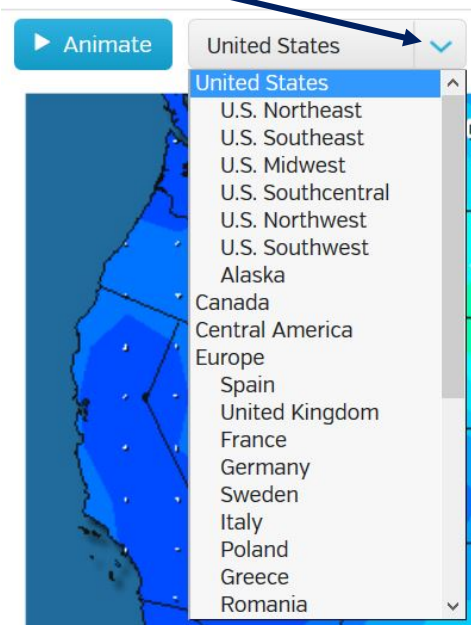 Animate
United States
United States
U.S. Northeast
U.S. Southeast
U.S. Midwest
U.S. Southcentral
U.S. Northwest
U.S. Southwest
Alaska
Canada
Central America
Europe
Spain
United Kingdom
France
Germany
Sweden
Italy
Poland
Greece
Romania